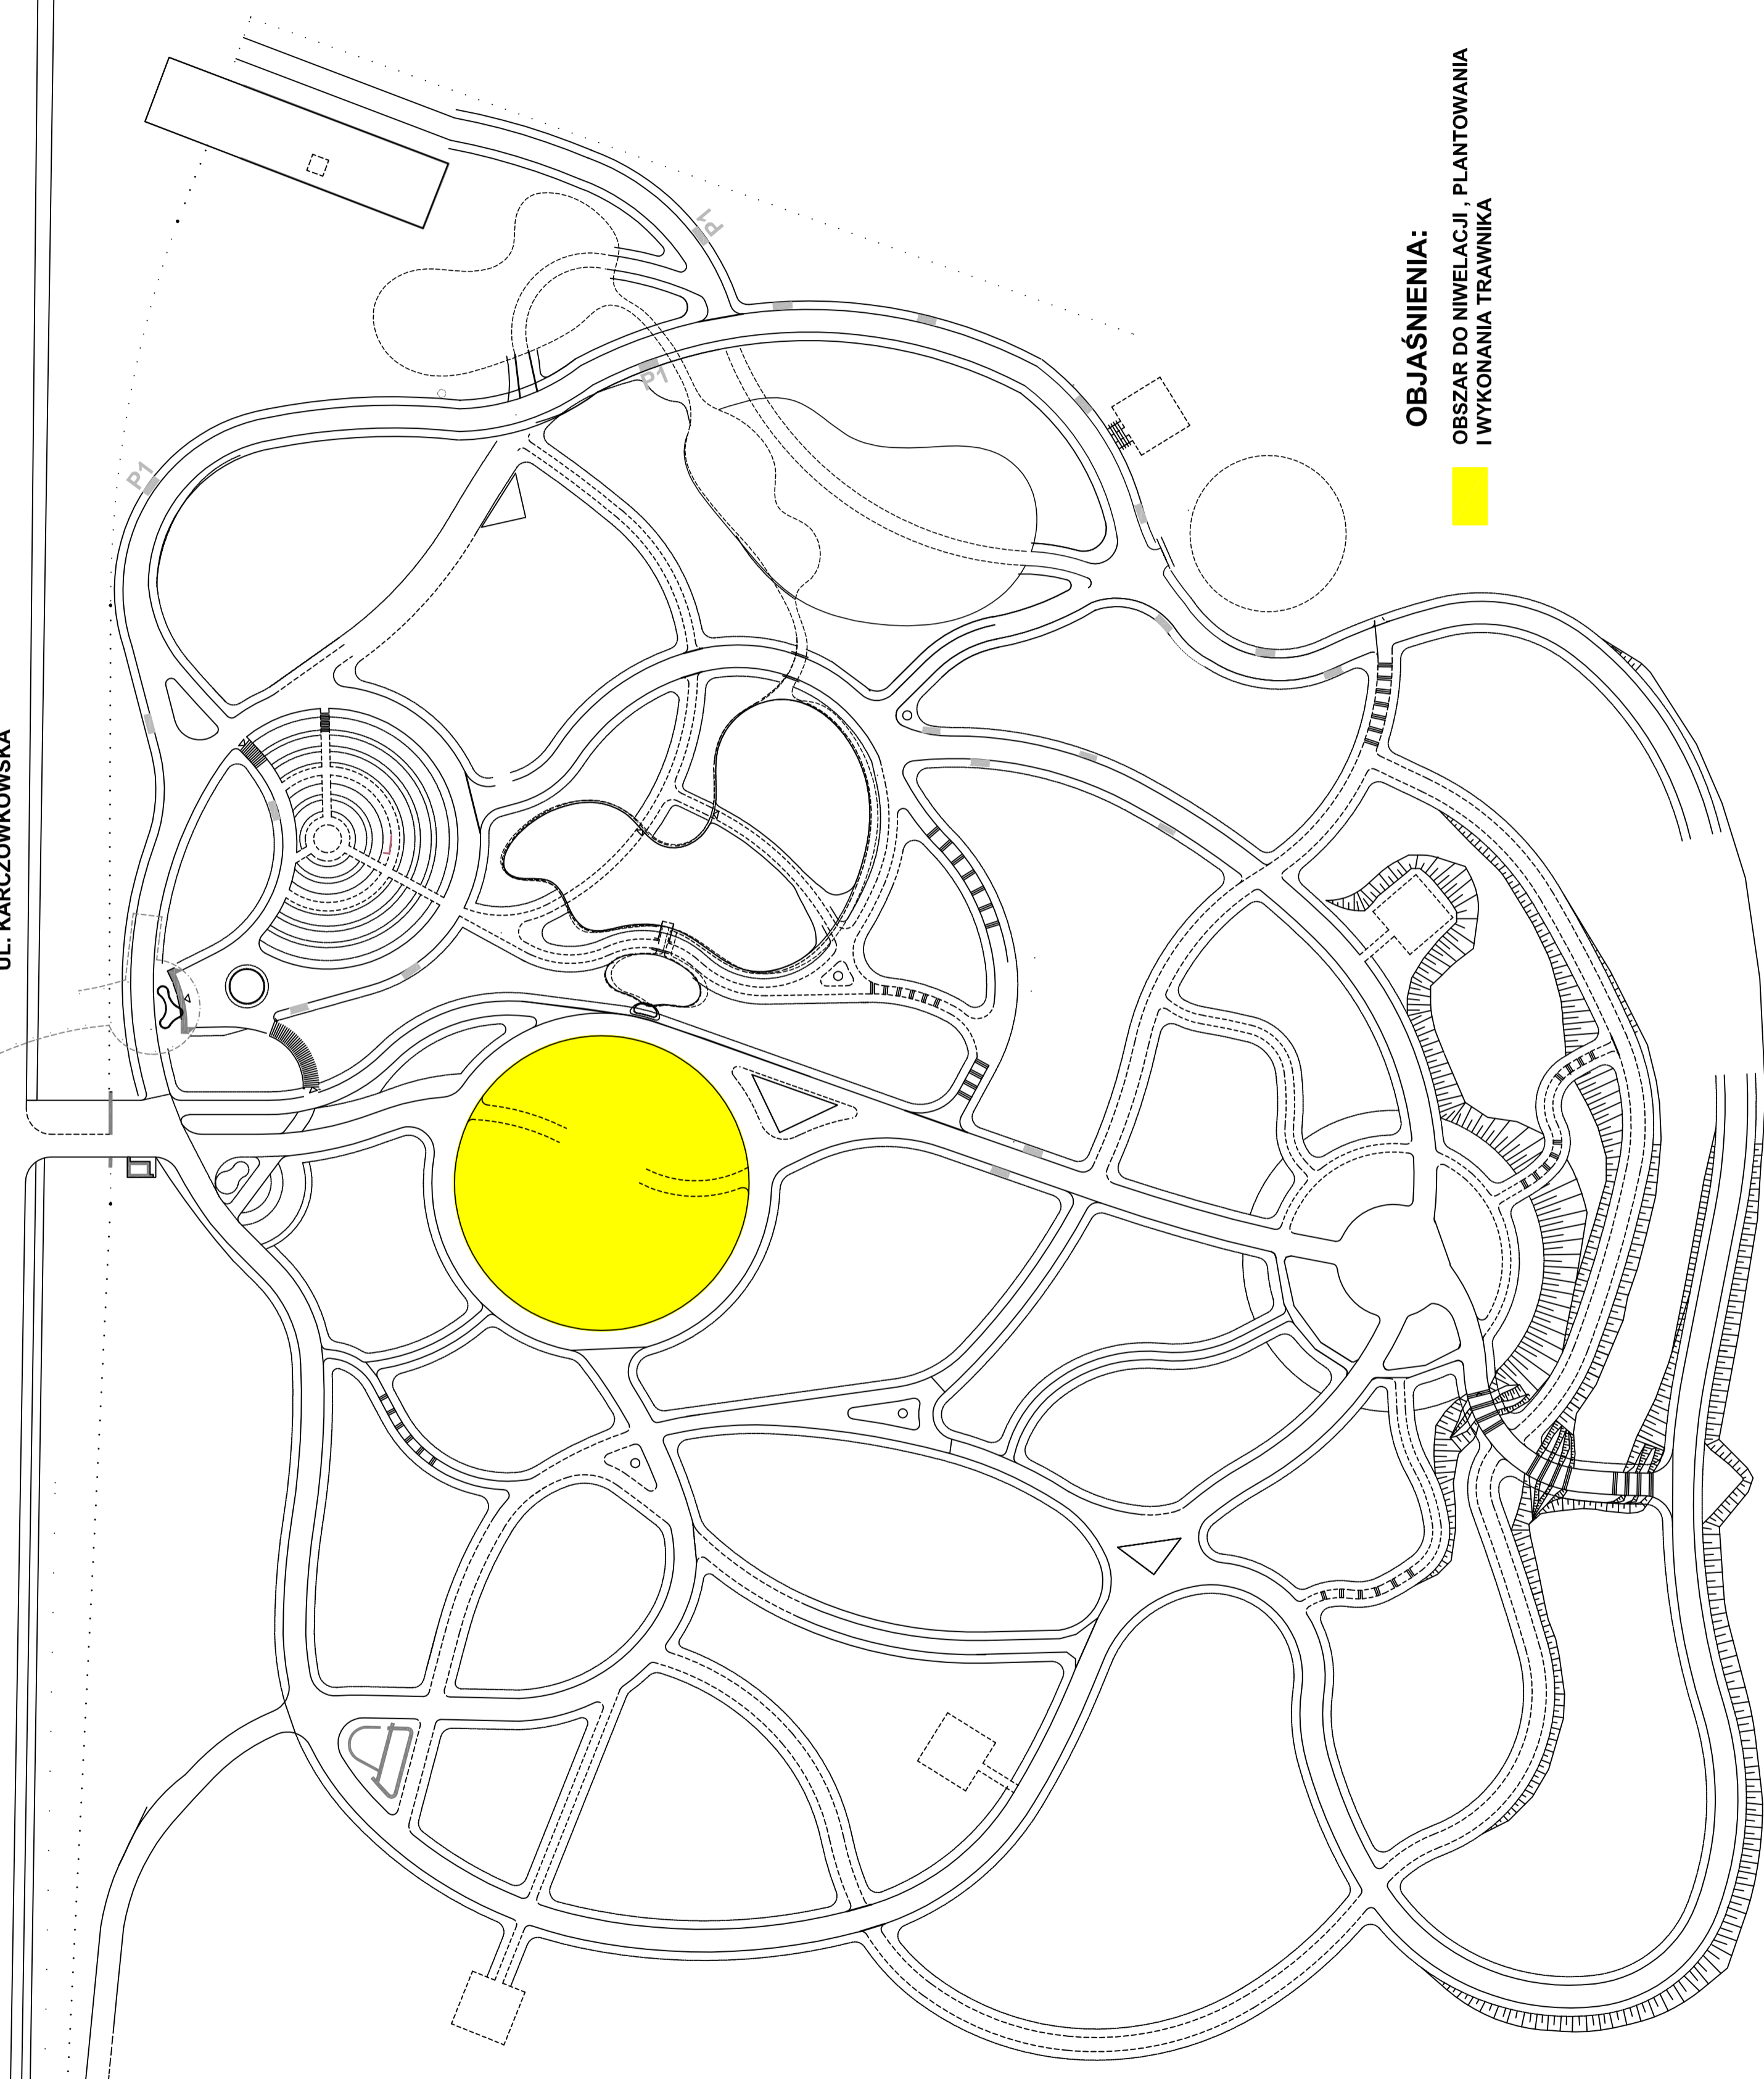 UL. KARCZÓWKOWSKA
P1
P1
P1
OBJAŚNIENIA:
OBSZAR DO NIWELACJI , PLANTOWANIA
I WYKONANIA TRAWNIKA